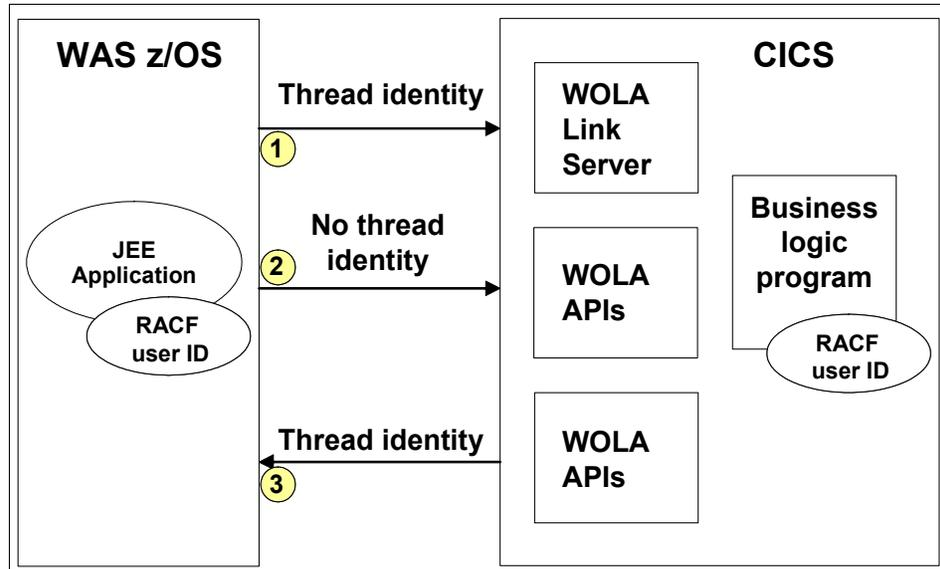 WAS z/OS
CICS
Thread identity
1
WOLA
Link
Server
No thread
identity
2
JEE
Application
RACF
user ID
WOLA
APIs
Business
logic
program
RACF
user ID
Thread identity
3
WOLA
APIs